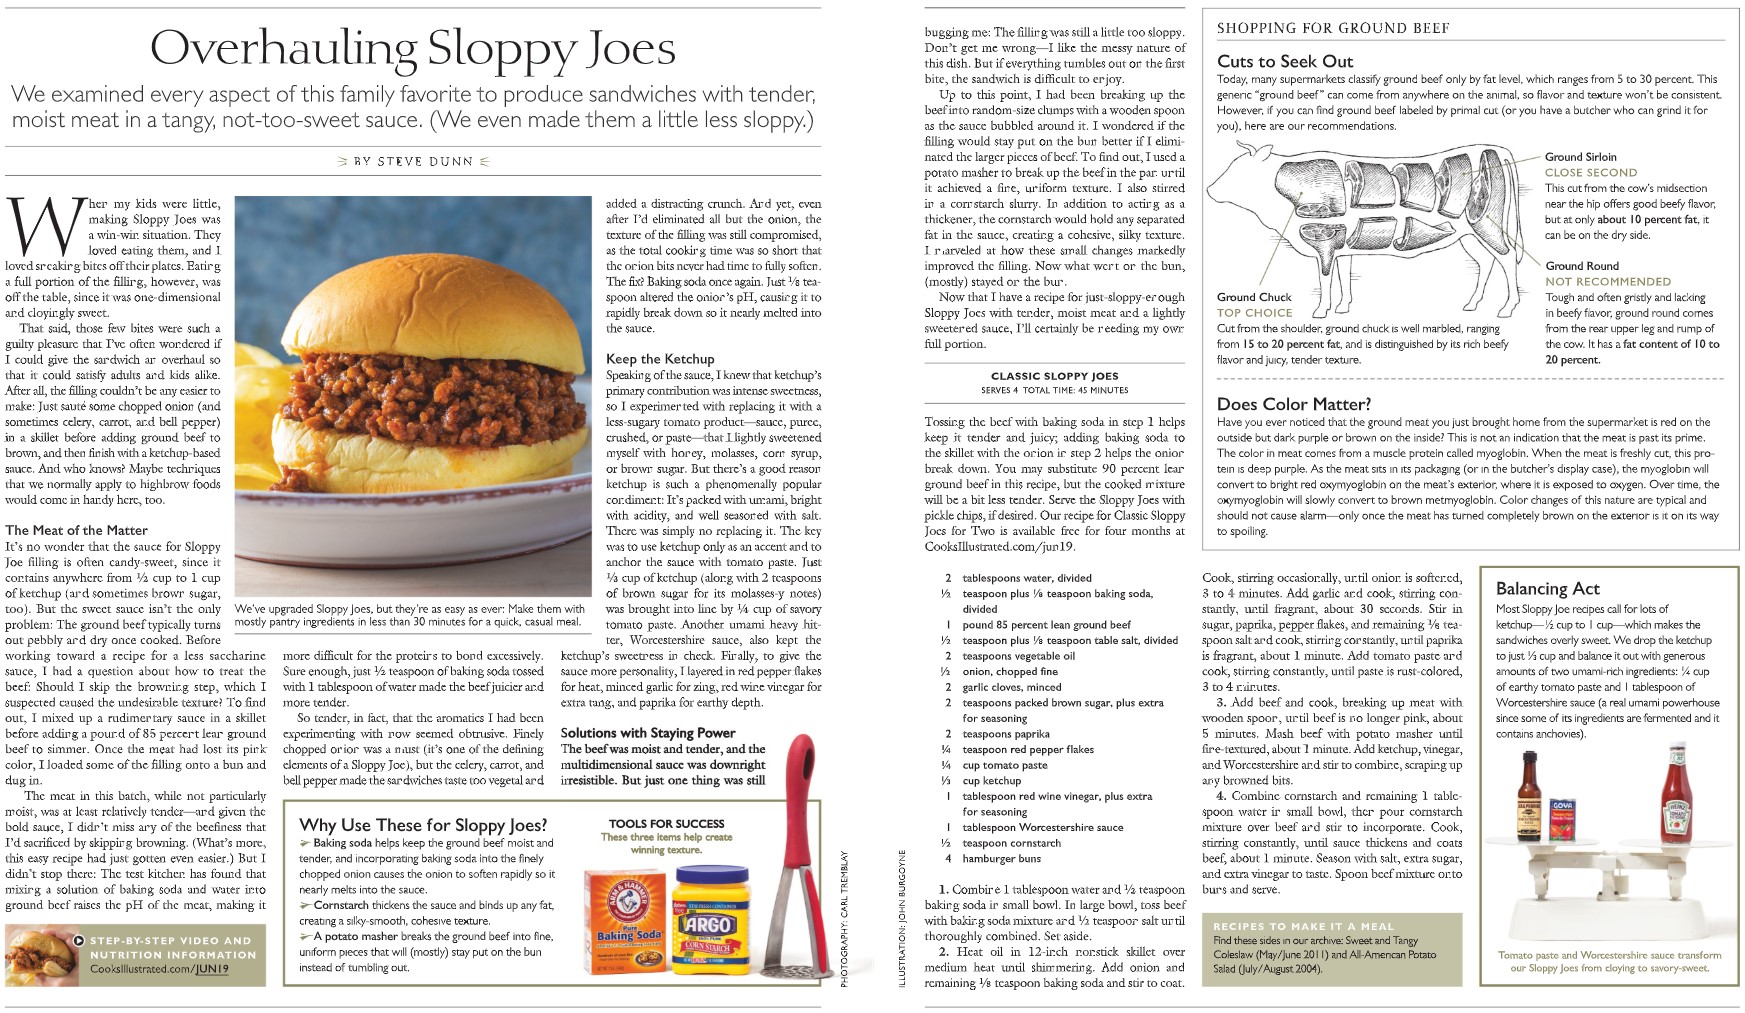 Overhauling Sloppy Joes
We examined every aspect of this family favorite to produce sandwiches with tender,
moist meat in a tangy, not-too-sweet sauce. (We even made them a little less sloppy.)
BY STEVE DUNN
When my kids were little,
making Sloppy Joes was
a win-win situation. They
loved eating them, and I
loved sneaking bites off their plates. Eating
a full portion of the filling, however, was
off the table, since it was one-dimensional
and cloyingly sweet.
That said, those few bites were such a
guilty pleasure that I've often wondered if
I could give the sandwich an overhaul so
that it could satisfy adults and kids alike.
After all, the filling couldn't be any easier to
make: Just sauté some chopped onion (and
sometimes celery, carrot, and bell pepper)
in a skillet before adding ground beef to
brown, and then finish with a ketchup-based
sauce. And who knows? Maybe techniques
that we normally apply to highbrow foods
would come in handy here, too.
The Meat of the Matter
It's no wonder that the sauce for Sloppy
Joe filling is often candy-sweet, since it
contains anywhere from ½ cup to 1 cup
of ketchup (and sometimes brown sugar,
too). But the sweet sauce isn't the only
problem: The ground beef typically turns
out pebbly and dry once cooked. Before
working toward a recipe for a less saccharine
sauce, I had a question about how to treat the
beef: Should I skip the browning step, which I
suspected caused the undesirable texture? To find
out, I mixed up a rudimentary sauce in a skillet
before adding a pound of 85 percent lean ground
beef to simmer. Once the meat had lost its pink
color, I loaded some of the filling onto a bun and
dug in.
The meat in this batch, while not particularly
moist, was at least relatively tender—and given the
bold sauce, I didn't miss any of the beefiness that
I'd sacrificed by skipping browning. (What's more,
this easy recipe had just gotten even easier.) But I
didn't stop there: The test kitchen has found that
mixing a solution of baking soda and water into
ground beef raises the pH of the meat, making it
STEP-BY-STEP VIDEO AND
NUTRITION INFORMATION
CooksIllustrated.com/JUN19
We've upgraded Sloppy Joes, but they're as easy as ever: Make them with
mostly pantry ingredients in less than 30 minutes for a quick, casual meal.
more difficult for the proteins to bond excessively.
Sure enough, just ½ teaspoon of baking soda tossed
with 1 tablespoon of water made the beef juicier and
more tender.
So tender, in fact, that the aromatics I had been
experimenting with now seemed obtrusive. Finely
chopped onion was a must (it's one of the defining
elements of a Sloppy Joe), but the celery, carrot, and
bell pepper made the sandwiches taste too vegetal and
added a distracting crunch. And yet, even
after I'd eliminated all but the onion, the
texture of the filling was still compromised,
as the total cooking time was so short that
the onion bits never had time to fully soften.
The fix? Baking soda once again. Just ⅛ tea-
spoon altered the onion's pH, causing it to
rapidly break down so it nearly melted into
the sauce.
Keep the Ketchup
Speaking of the sauce, I knew that ketchup's
primary contribution was intense sweetness,
so I experimented with replacing it with a
less-sugary tomato product—sauce, puree,
crushed, or paste—that I lightly sweetened
myself with honey, molasses, corn syrup,
or brown sugar. But there's a good reason
ketchup is such a phenomenally popular
condiment: It's packed with umami, bright
with acidity, and well seasoned with salt.
There was simply no replacing it. The key
was to use ketchup only as an accent and to
anchor the sauce with tomato paste. Just
⅓ cup of ketchup (along with 2 teaspoons
of brown sugar for its molasses-y notes)
was brought into line by ¼ cup of savory
tomato paste. Another umami heavy hit-
ter, Worcestershire sauce, also kept the
ketchup's sweetness in check. Finally, to give the
sauce more personality, I layered in red pepper flakes
for heat, minced garlic for zing, red wine vinegar for
extra tang, and paprika for earthy depth.
Solutions with Staying Power
The beef was moist and tender, and the
multidimensional sauce was downright
irresistible. But just one thing was still
Why Use These for Sloppy Joes?
Baking soda helps keep the ground beef moist and
tender, and incorporating baking soda into the finely
chopped onion causes the onion to soften rapidly so it
nearly melts into the sauce.
Cornstarch thickens the sauce and binds up any fat,
creating a silky-smooth, cohesive texture.
A potato masher breaks the ground beef into fine,
uniform pieces that will (mostly) stay put on the bun
instead of tumbling out.
TOOLS FOR SUCCESS
These three items help create
winning texture.
ARM & HAMMER
Pure
Baking Soda
ARGO
CORN STARCH
PHOTOGRAPHY: CARL TREMBLAY
ILLUSTRATION: JOHN BURGOYNE
bugging me: The filling was still a little too sloppy.
Don't get me wrong—I like the messy nature of
this dish. But if everything tumbles out on the first
bite, the sandwich is difficult to enjoy.
Up to this point, I had been breaking up the
beef into random-size clumps with a wooden spoon
as the sauce bubbled around it. I wondered if the
filling would stay put on the bun better if I elimi-
nated the larger pieces of beef. To find out, I used a
potato masher to break up the beef in the pan until
it achieved a fine, uniform texture. I also stirred
in a cornstarch slurry. In addition to acting as a
thickener, the cornstarch would hold any separated
fat in the sauce, creating a cohesive, silky texture.
I marveled at how these small changes markedly
improved the filling. Now what went on the bun,
(mostly) stayed on the bun.
Now that I have a recipe for just-sloppy-enough
Sloppy Joes with tender, moist meat and a lightly
sweetened sauce, I'll certainly be needing my own
full portion.
CLASSIC SLOPPY JOES
SERVES 4 TOTAL TIME: 45 MINUTES
Tossing the beef with baking soda in step 1 helps
keep it tender and juicy; adding baking soda to
the skillet with the onion in step 2 helps the onion
break down. You may substitute 90 percent lean
ground beef in this recipe, but the cooked mixture
will be a bit less tender. Serve the Sloppy Joes with
pickle chips, if desired. Our recipe for Classic Sloppy
Joes for Two is available free for four months at
CooksIllustrated.com/jun19.
2 tablespoons water, divided
½ teaspoon plus ⅛ teaspoon baking soda,
divided
1 pound 85 percent lean ground beef
½ teaspoon plus ⅛ teaspoon table salt, divided
2 teaspoons vegetable oil
½ onion, chopped fine
2 garlic cloves, minced
2 teaspoons packed brown sugar, plus extra
for seasoning
2 teaspoons paprika
¼ teaspoon red pepper flakes
¼ cup tomato paste
⅓ cup ketchup
1 tablespoon red wine vinegar, plus extra
for seasoning
1 tablespoon Worcestershire sauce
½ teaspoon cornstarch
4 hamburger buns
1. Combine 1 tablespoon water and ½ teaspoon
baking soda in small bowl. In large bowl, toss beef
with baking soda mixture and ½ teaspoon salt until
thoroughly combined. Set aside.
2. Heat oil in 12-inch nonstick skillet over
medium heat until shimmering. Add onion and
remaining ⅛ teaspoon baking soda and stir to coat.
Cook, stirring occasionally, until onion is softened,
3 to 4 minutes. Add garlic and cook, stirring con-
stantly, until fragrant, about 30 seconds. Stir in
sugar, paprika, pepper flakes, and remaining ⅛ tea-
spoon salt and cook, stirring constantly, until paprika
is fragrant, about 1 minute. Add tomato paste and
cook, stirring constantly, until paste is rust-colored,
3 to 4 minutes.
3. Add beef and cook, breaking up meat with
wooden spoon, until beef is no longer pink, about
5 minutes. Mash beef with potato masher until
fine-textured, about 1 minute. Add ketchup, vinegar,
and Worcestershire and stir to combine, scraping up
any browned bits.
4. Combine cornstarch and remaining 1 table-
spoon water in small bowl, then pour cornstarch
mixture over beef and stir to incorporate. Cook,
stirring constantly, until sauce thickens and coats
beef, about 1 minute. Season with salt, extra sugar,
and extra vinegar to taste. Spoon beef mixture onto
buns and serve.
RECIPES TO MAKE IT A MEAL
Find these sides in our archive: Sweet and Tangy
Coleslaw (May/June 2011) and All-American Potato
Salad (July/August 2004).
SHOPPING FOR GROUND BEEF
Cuts to Seek Out
Today, many supermarkets classify ground beef only by fat level, which ranges from 5 to 30 percent. This
generic "ground beef" can come from anywhere on the animal, so flavor and texture won't be consistent.
However, if you can find ground beef labeled by primal cut (or you have a butcher who can grind it for
you), here are our recommendations.
Ground Chuck
TOP CHOICE
Cut from the shoulder, ground chuck is well marbled, ranging
from 15 to 20 percent fat, and is distinguished by its rich beefy
flavor and juicy, tender texture.
Ground Sirloin
CLOSE SECOND
This cut from the cow's midsection
near the hip offers good beefy flavor,
but at only about 10 percent fat, it
can be on the dry side.
Ground Round
NOT RECOMMENDED
Tough and often gristly and lacking
in beefy flavor, ground round comes
from the rear upper leg and rump of
the cow. It has a fat content of 10 to
20 percent.
Does Color Matter?
Have you ever noticed that the ground meat you just brought home from the supermarket is red on the
outside but dark purple or brown on the inside? This is not an indication that the meat is past its prime.
The color in meat comes from a muscle protein called myoglobin. When the meat is freshly cut, this pro-
tein is deep purple. As the meat sits in its packaging (or in the butcher's display case), the myoglobin will
convert to bright red oxymyoglobin on the meat's exterior, where it is exposed to oxygen. Over time, the
oxymyoglobin will slowly convert to brown metmyoglobin. Color changes of this nature are typical and
should not cause alarm—only once the meat has turned completely brown on the exterior is it on its way
to spoiling.
Balancing Act
Most Sloppy Joe recipes call for lots of
ketchup—½ cup to 1 cup—which makes the
sandwiches overly sweet. We drop the ketchup
to just ⅓ cup and balance it out with generous
amounts of two umami-rich ingredients: ¼ cup
of earthy tomato paste and 1 tablespoon of
Worcestershire sauce (a real umami powerhouse
since some of its ingredients are fermented and it
contains anchovies).
GOYA
HEINZ
Tomato paste and Worcestershire sauce transform
our Sloppy Joes from cloying to savory-sweet.